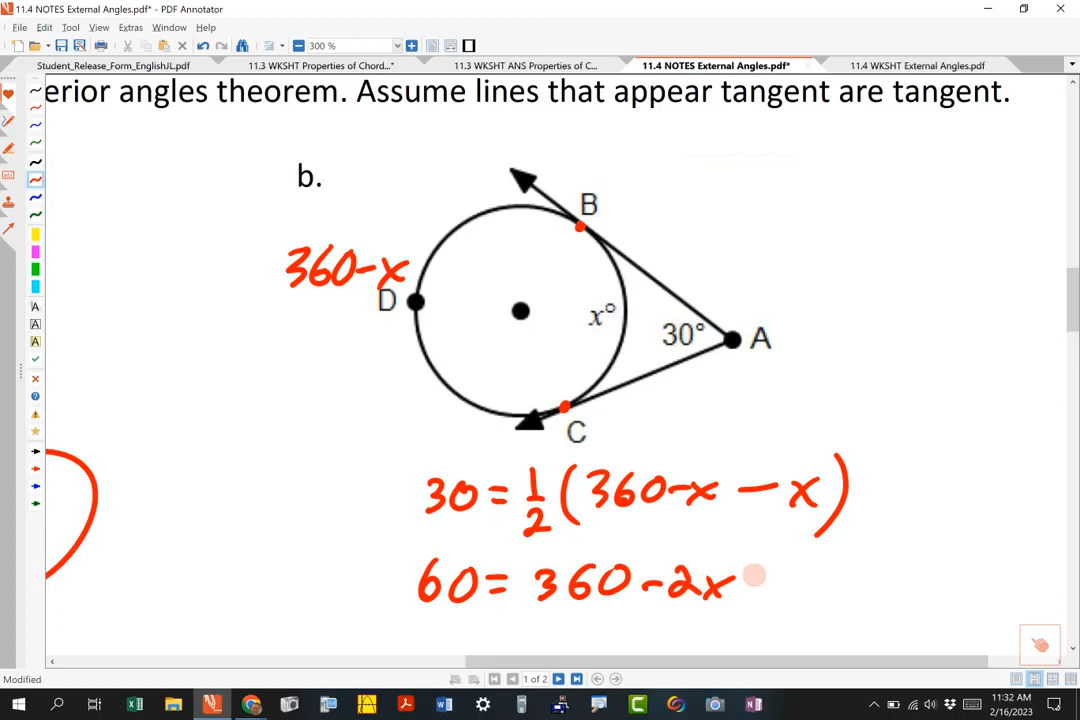 11.4 NOTES External Angles.pdf* - PDF Annotator
File Edit Tool View Extras Window Help
300 %
Student_Release_Form_EnglishJL.pdf 11.3 WKSHT Properties of Chord...* 11.3 WKSHT ANS Properties of C... 11.4 NOTES External Angles.pdf* 11.4 WKSHT External Angles.pdf
erior angles theorem. Assume lines that appear tangent are tangent.
b.
B
360-x
D
x°
30°
A
C
30 = 1/2 (360-x - x)
60 = 360-2x
1 of 2
Modified
11:32 AM
2/16/2023